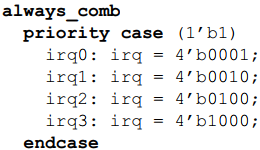 always_comb
priority case (1’b1)
irq0: irq = 4’b0001;
irq1: irq = 4’b0010;
irq2: irq = 4’b0100;
irq3: irq = 4’b1000;
endcase